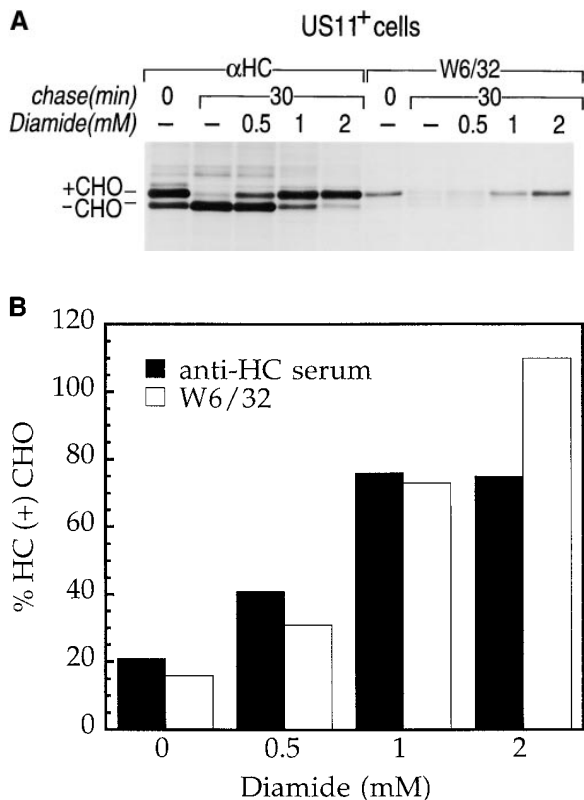 A
US11+ cells
αHC W6/32
chase(min) 0 30 0 30
Diamide(mM) – – 0.5 1 2 – – 0.5 1 2
+CHO
-CHO
B
120
100
80
60
40
20
0
% HC (+) CHO
anti-HC serum
W6/32
0 0.5 1 2
Diamide (mM)